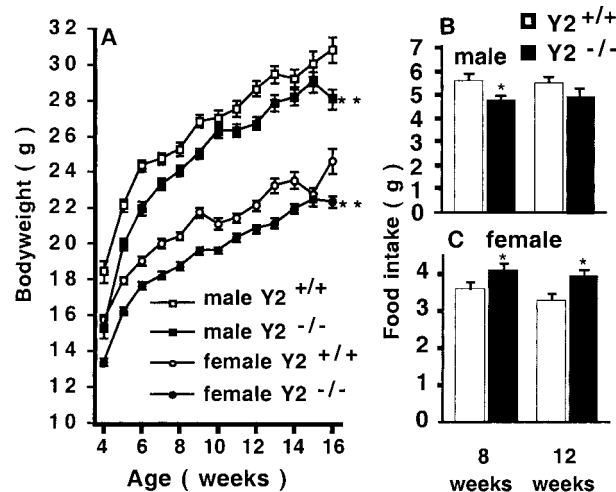 A
Bodyweight ( g )
32
30
28
26
24
22
20
18
16
14
12
10
* *
* *
male Y2 +/+
male Y2 -/-
female Y2 +/+
female Y2 -/-
4 6 8 10 12 14 16
Age ( weeks )
B
Y2 +/+
Y2 -/-
male
Food intake ( g )
7
6
5
4
3
2
1
0
*
C female
4
3
2
1
0
*
*
8 12
weeks weeks